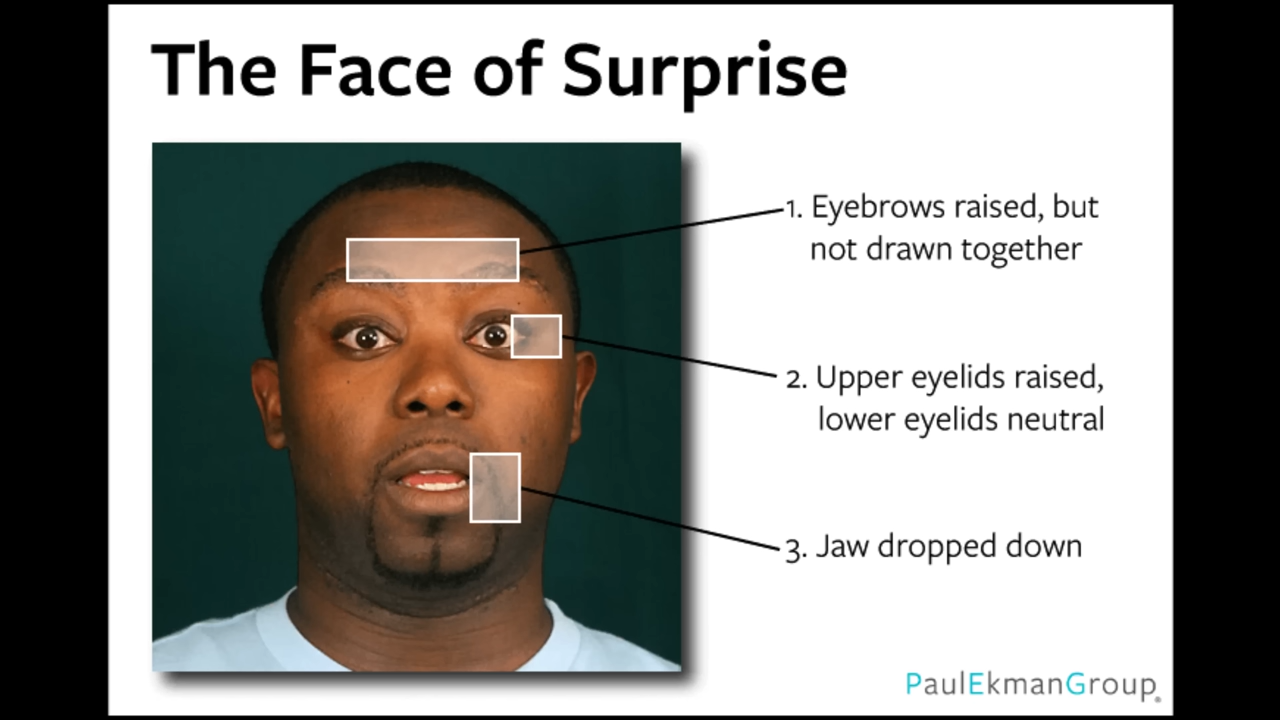 The Face of Surprise
1. Eyebrows raised, but
not drawn together
2. Upper eyelids raised,
lower eyelids neutral
3. Jaw dropped down
PaulEkmanGroup®